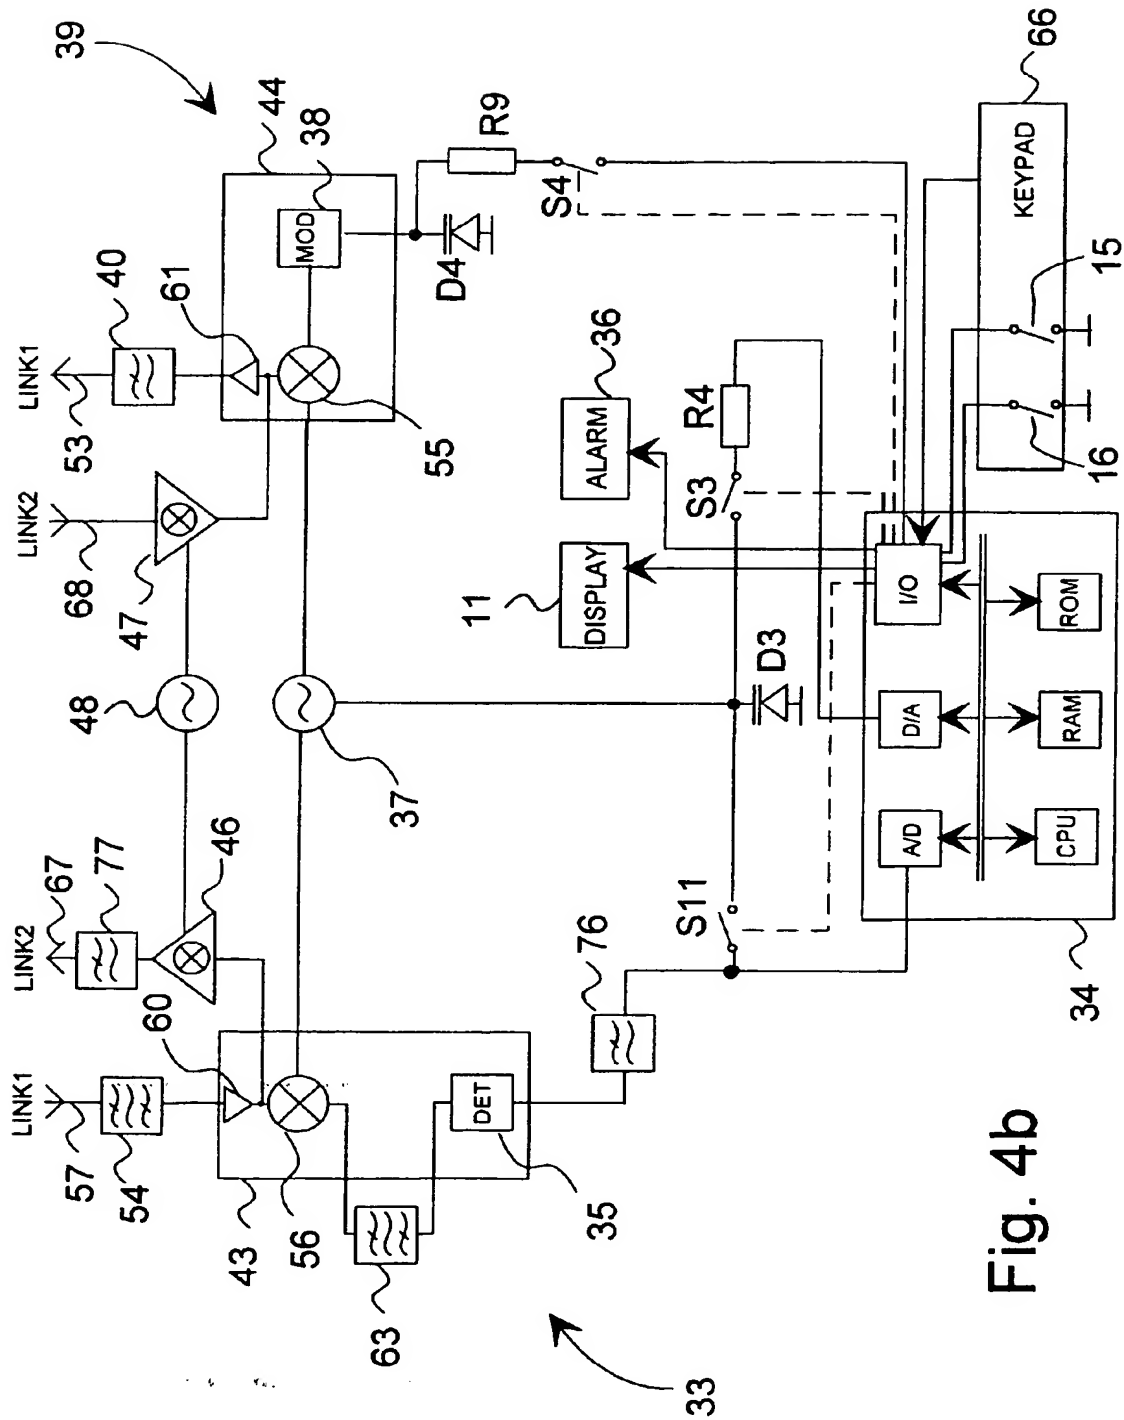 39
LINK1
53
40
61
44
MOD
38
D4
R9
S4
LINK2
68
47
55
ALARM
36
R4
S3
KEYPAD
66
15
16
48
37
11
DISPLAY
D3
I/O
ROM
D/A
RAM
A/D
CPU
34
LINK2
67
77
46
S11
76
LINK1
57
54
60
43
56
DET
35
63
33
Fig. 4b